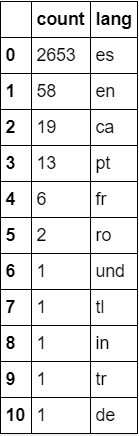 count lang
0 2653 es
1 58 en
2 19 ca
3 13 pt
4 6 fr
5 2 ro
6 1 und
7 1 tl
8 1 in
9 1 tr
10 1 de